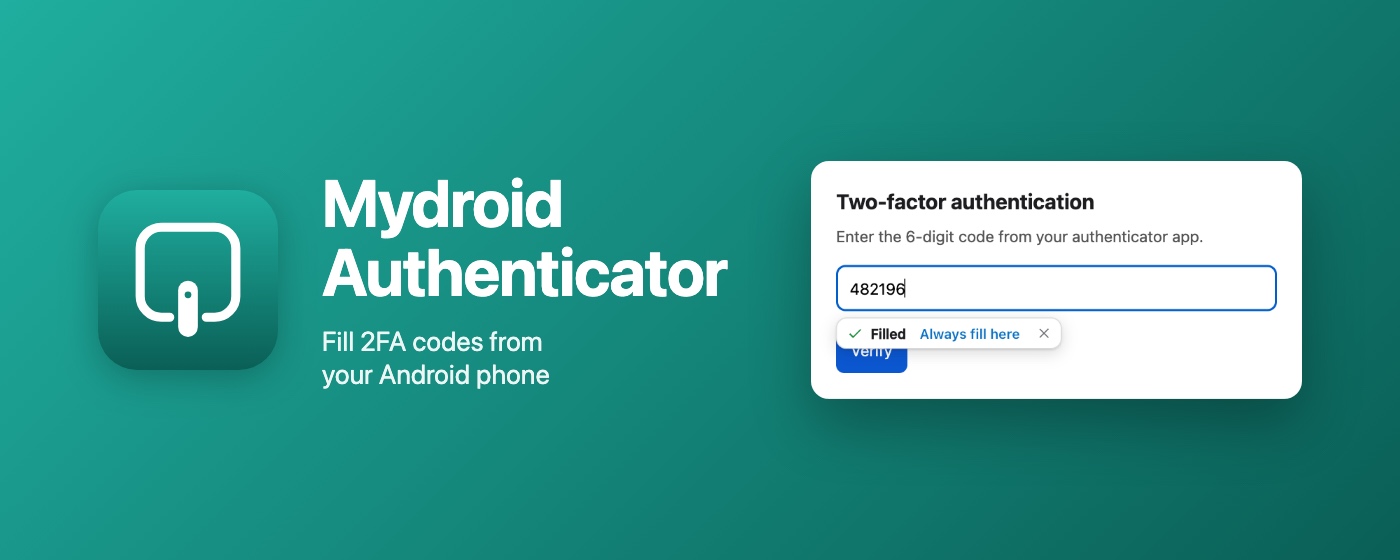 Mydroid
Authenticator
Fill 2FA codes from
your Android phone
Two-factor authentication
Enter the 6-digit code from your authenticator app.
482196
Filled Always fill here
Verify